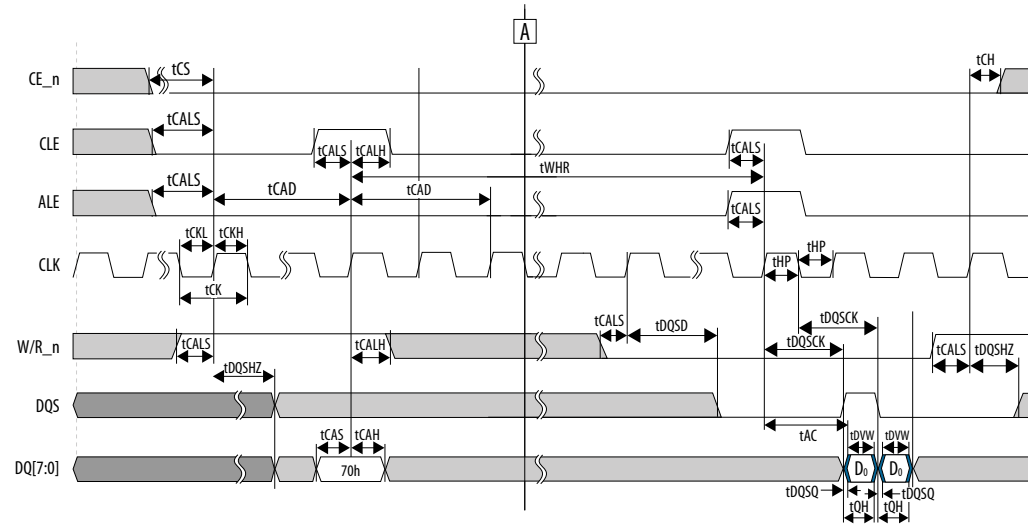 A
CE_n
tCS
tCH
CLE
tCALS
tCALS
tCALH
tCALS
tWHR
ALE
tCALS
tCAD
tCAD
tCALS
CLK
tCKL
tCKH
tCK
tHP
tHP
W/R_n
tCALS
tCALH
tCALS
tDQSD
tDQSCK
tDQSCK
tCALS
tDQSHZ
tDQSHZ
DQS
tAC
tCAS
tCAH
tDVW
tDVW
DQ[7:0]
70h
D₀
D₀
tDQSQ
tDQSQ
tQH
tQH